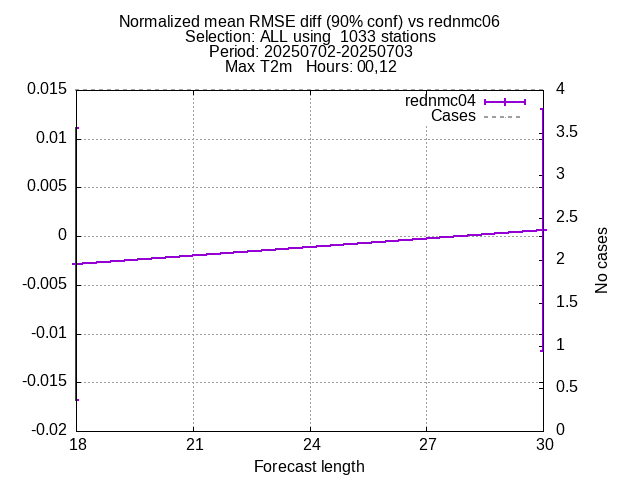 Normalized mean RMSE diff (90% conf) vs rednmc06
Selection: ALL using  1033 stations
Period: 20250702-20250703
Max T2m   Hours: 00,12
0.015
0.01
0.005
0
-0.005
-0.01
-0.015
-0.02
4
3.5
3
2.5
2
1.5
1
0.5
0
No cases
rednmc04
Cases
18
21
24
27
30
Forecast length